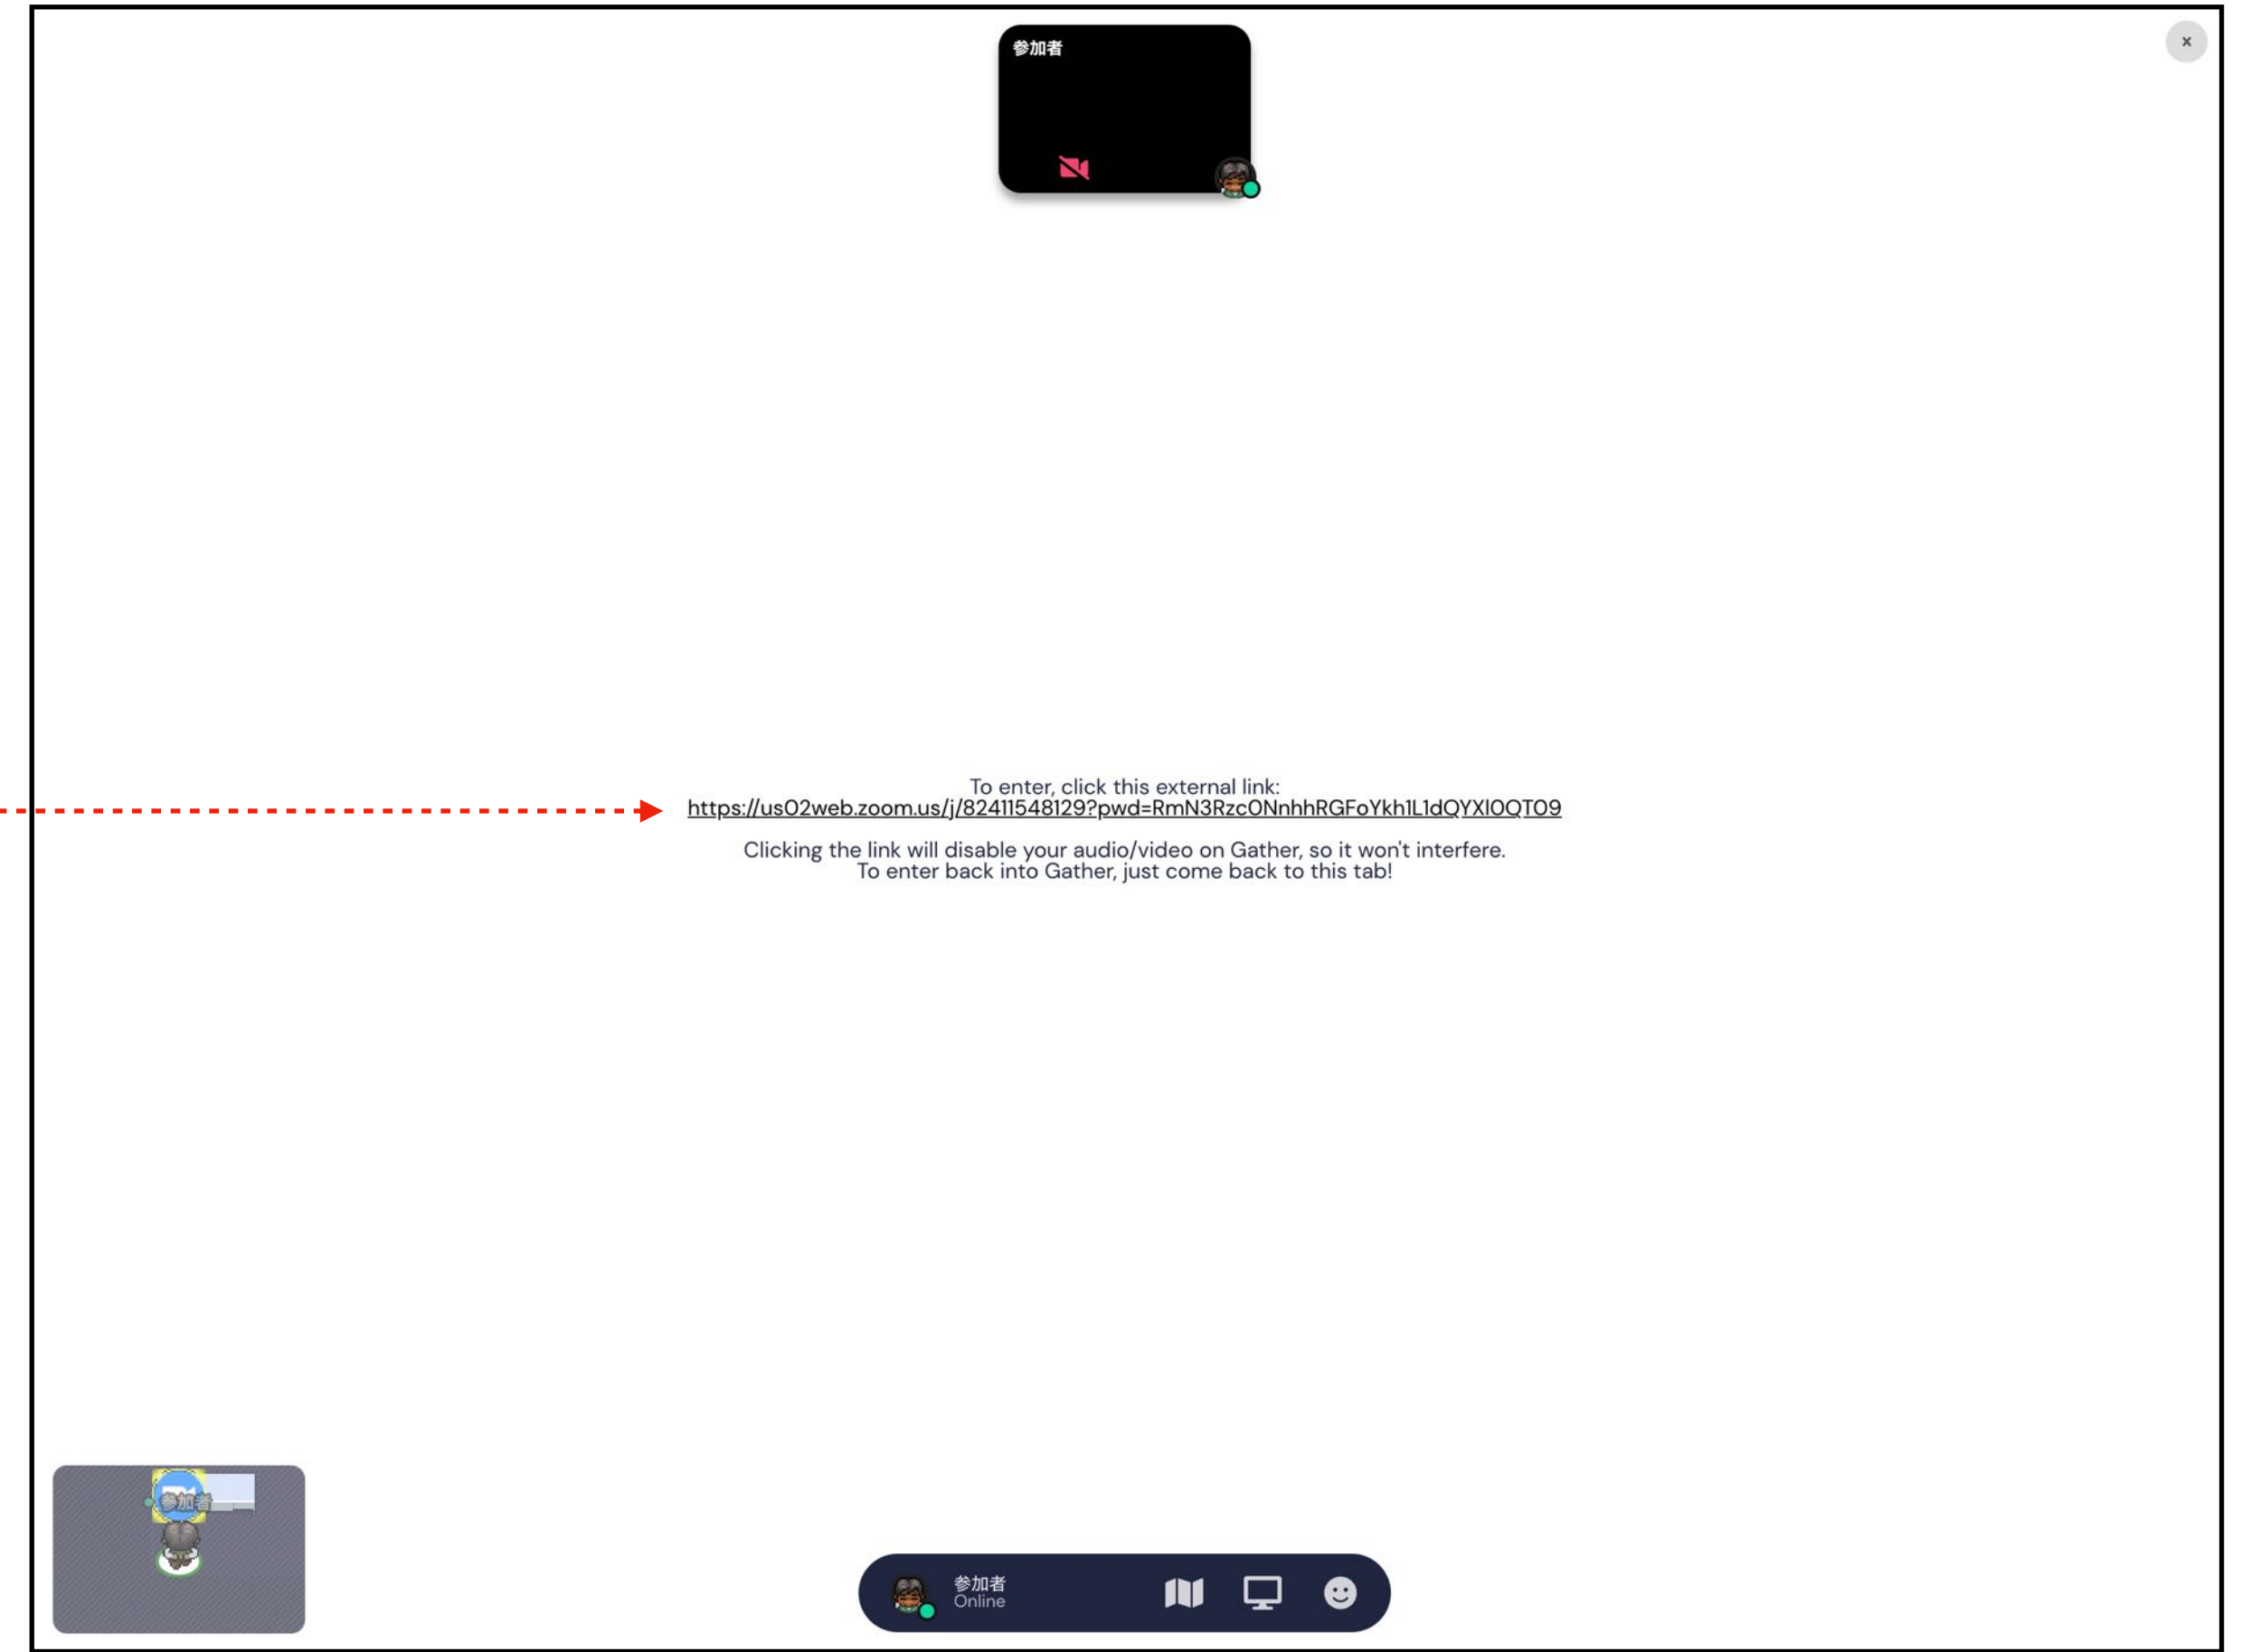 参加者
To enter, click this external link:
https://us02web.zoom.us/j/82411548129?pwd=RmN3Rzc0NnhhRGFoYkh1L1dQYXl0QT09
Clicking the link will disable your audio/video on Gather, so it won't interfere.
To enter back into Gather, just come back to this tab!
参加者
参加者
Online